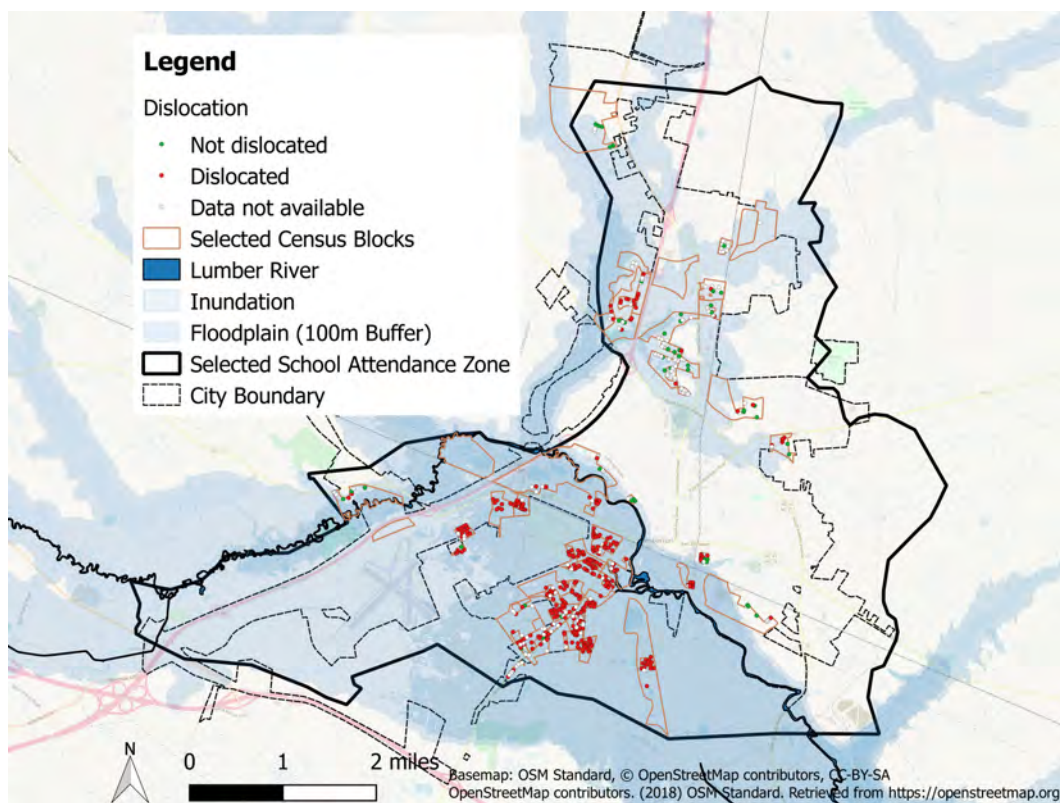 Legend
Dislocation
Not dislocated
Dislocated
Data not available
Selected Census Blocks
Lumber River
Inundation
Floodplain (100m Buffer)
Selected School Attendance Zone
City Boundary
N
0 1 2 miles
Basemap: OSM Standard, © OpenStreetMap contributors, CC-BY-SA
OpenStreetMap contributors. (2018) OSM Standard. Retrieved from https://openstreetmap.org